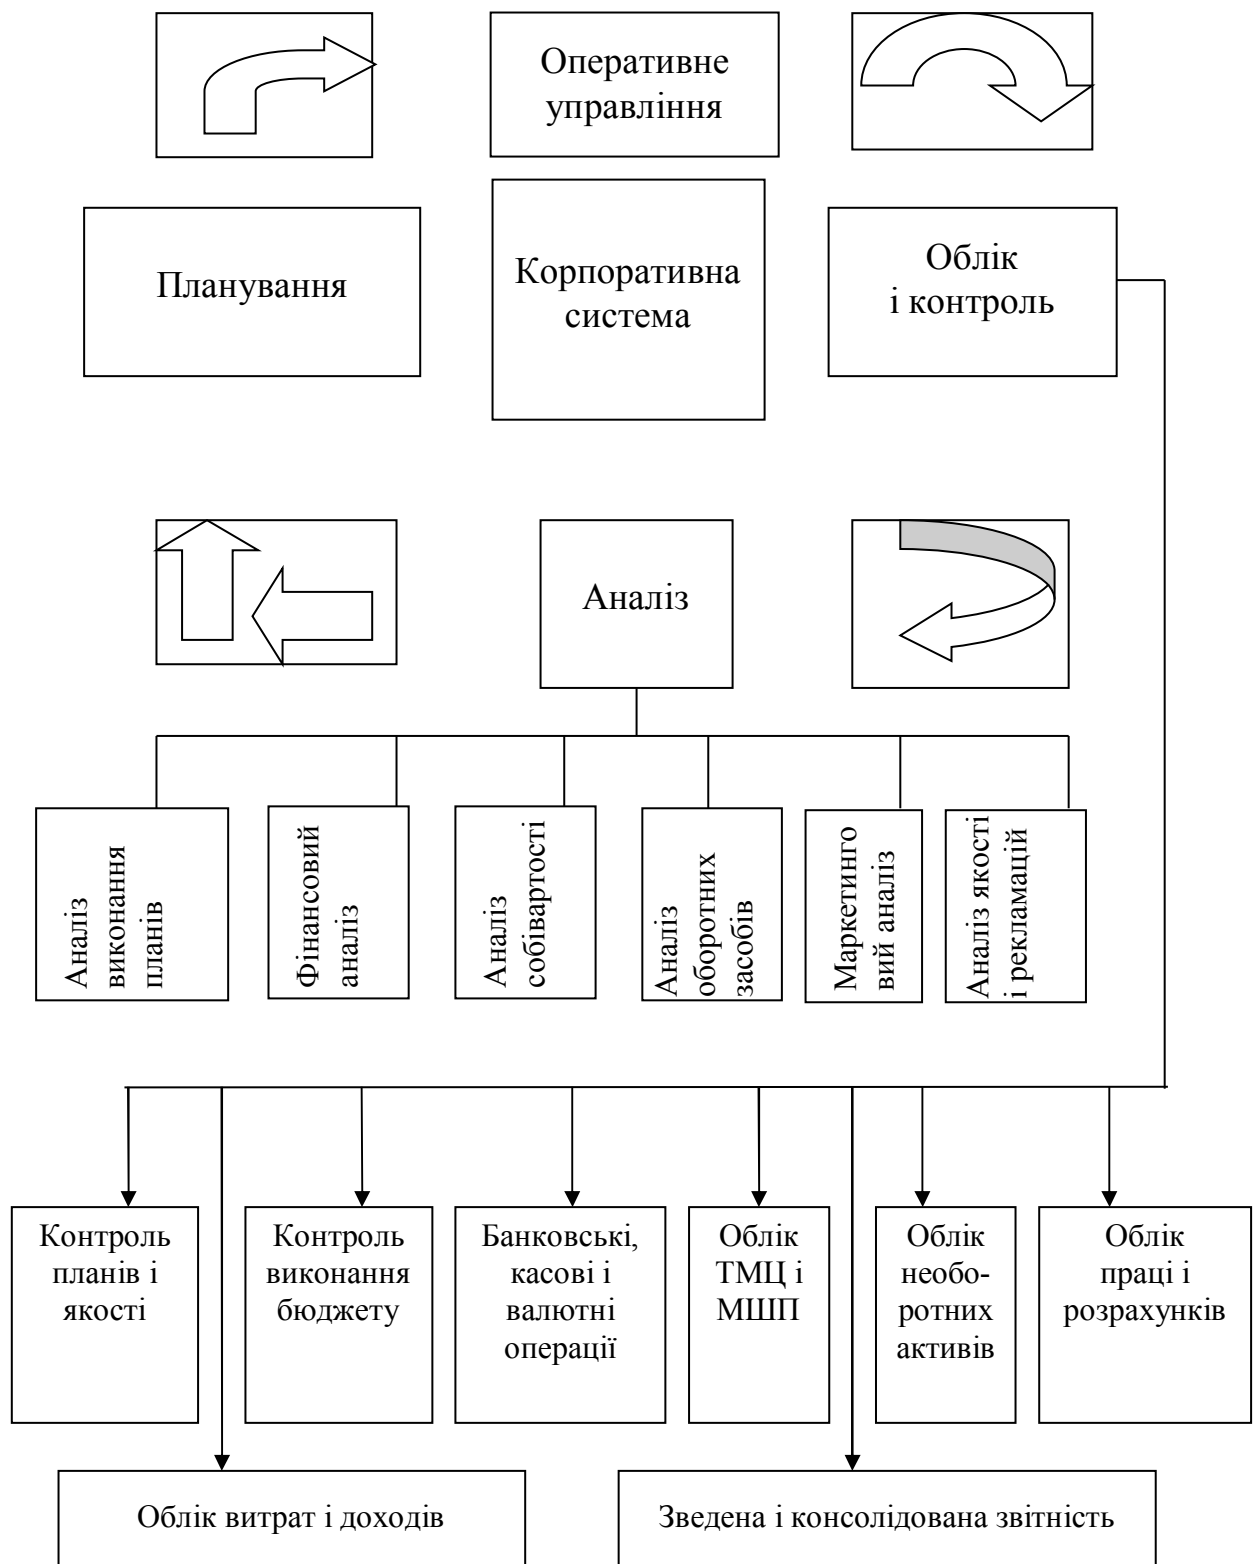 Оперативне
управління
Планування
Корпоративна
система
Облік
і контроль
Аналіз
Аналіз
виконання
планів
Фінансовий
аналіз
Аналіз
собівартості
Аналіз
оборотних
засобів
Маркетинго
вий аналіз
Аналіз якості
і рекламацій
Контроль
планів і
якості
Контроль
виконання
бюджету
Банковські,
касові і
валютні
операції
Облік
ТМЦ і
МШП
Облік
необо-
ротних
активів
Облік
праці і
розрахунків
Облік витрат і доходів
Зведена і консолідована звітність